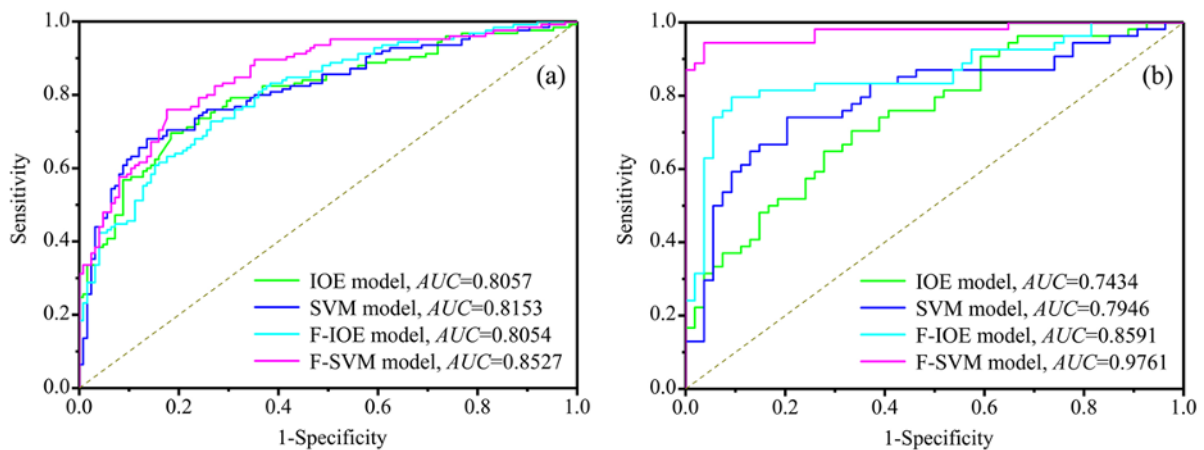 1.0
0.8
0.6
0.4
0.2
0.0
Sensitivity
(a)
IOE model, AUC=0.8057
SVM model, AUC=0.8153
F-IOE model, AUC=0.8054
F-SVM model, AUC=0.8527
0.0 0.2 0.4 0.6 0.8 1.0
1-Specificity
1.0
0.8
0.6
0.4
0.2
0.0
Sensitivity
(b)
IOE model, AUC=0.7434
SVM model, AUC=0.7946
F-IOE model, AUC=0.8591
F-SVM model, AUC=0.9761
0.0 0.2 0.4 0.6 0.8 1.0
1-Specificity